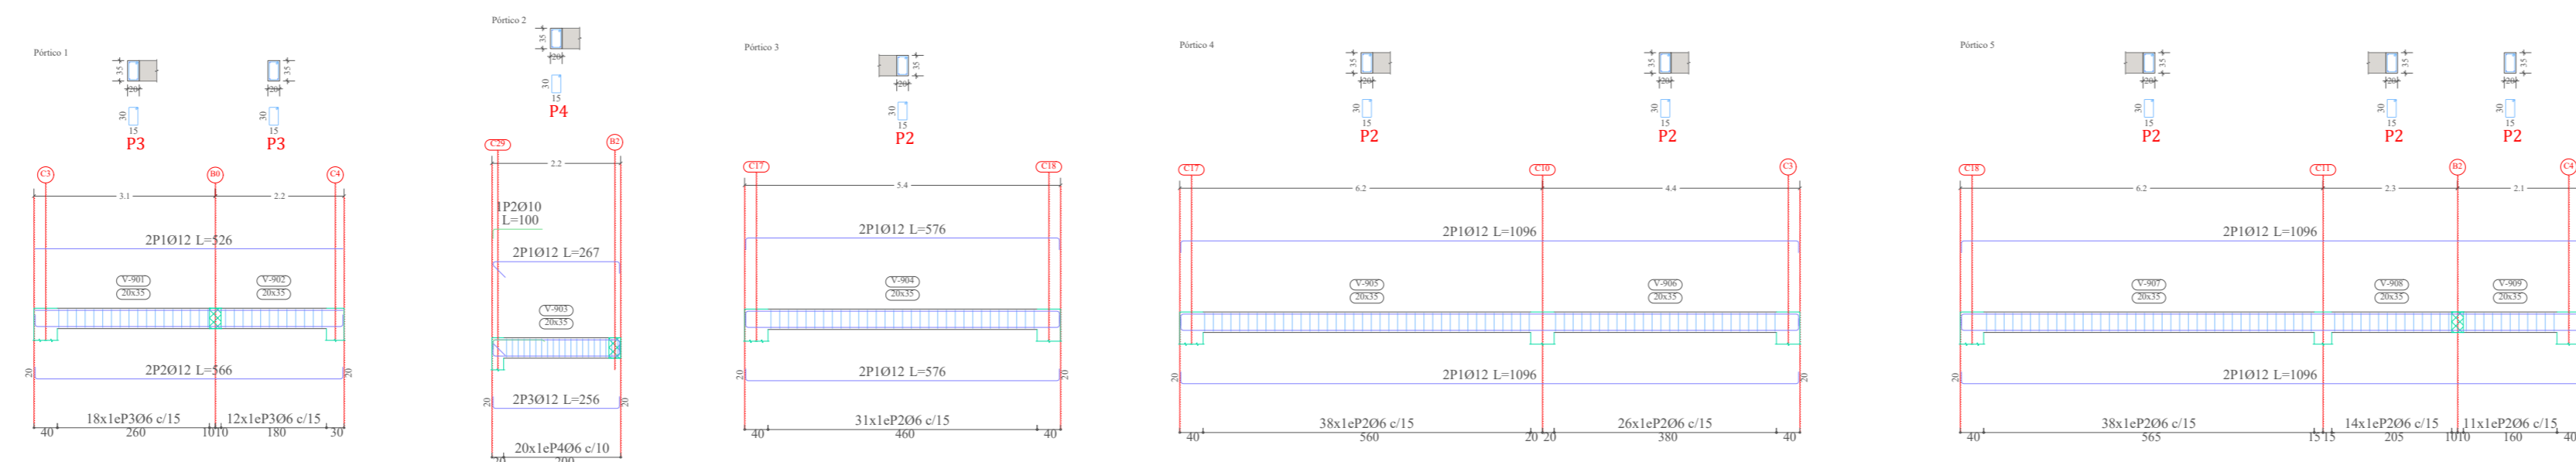 Pórtico 1
35
20
30
15
P3
35
20
30
15
P3
C3
B0
C4
3.1
2.2
2P1Ø12 L=526
V-901
20x35
V-902
20x35
20
2P2Ø12 L=566
20
18x1eP3Ø6 c/15
12x1eP3Ø6 c/15
40
260
10
10
180
30
Pórtico 2
35
20
30
15
P4
C29
B2
2.2
1P2Ø10
L=100
2P1Ø12 L=267
V-903
20x35
20
2P3Ø12 L=256
20
20x1eP4Ø6 c/10
20
200
Pórtico 3
35
20
30
15
P2
C17
C18
5.4
2P1Ø12 L=576
V-904
20x35
20
2P1Ø12 L=576
20
31x1eP2Ø6 c/15
40
460
40
Pórtico 4
35
20
30
15
P2
35
20
30
15
P2
C17
C10
C3
6.2
4.4
2P1Ø12 L=1096
V-905
20x35
V-906
20x35
20
2P1Ø12 L=1096
20
38x1eP2Ø6 c/15
26x1eP2Ø6 c/15
40
560
20
20
380
40
Pórtico 5
35
20
30
15
P2
35
20
30
15
P2
35
20
30
15
P2
C18
C11
B2
C4
6.2
2.3
2.1
2P1Ø12 L=1096
V-907
20x35
V-908
20x35
V-909
20x35
20
2P1Ø12 L=1096
38x1eP2Ø6 c/15
14x1eP2Ø6 c/15
11x1eP2Ø6 c/15
40
565
15
15
205
10
10
160
40